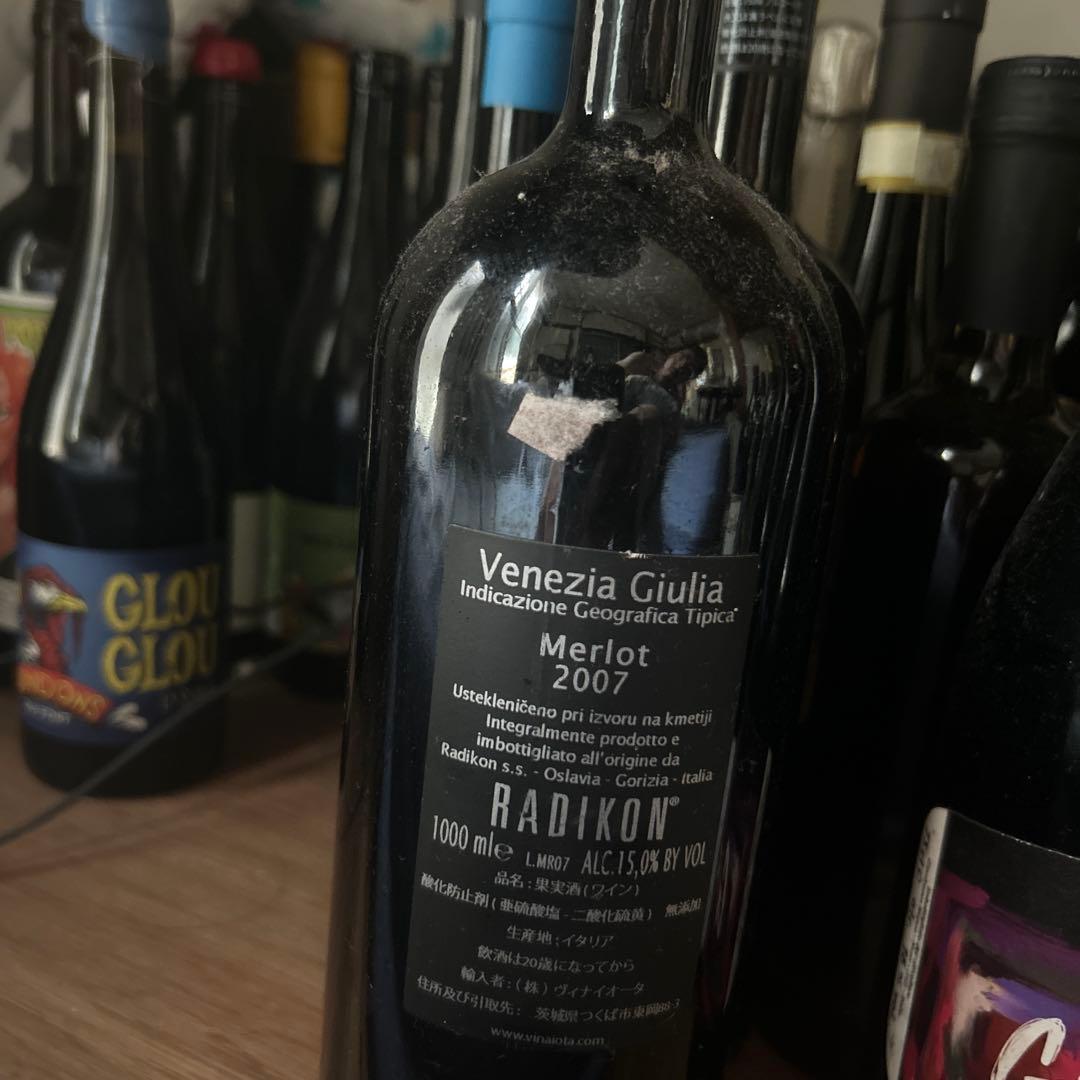 Venezia Giulia
Indicazione Geografica Tipica
Merlot
2007
Ustekleničeno pri izvoru na kmetiji
Integralmente prodotto e
imbottigliato all'origine da
Radikon s.s. - Oslavia - Gorizia - Italia
RADIKON®
1000 ml℮ L.MR07 ALC.15,0% BY VOL
品名:果実酒(ワイン)
酸化防止剤(亜硫酸塩-二酸化硫黄) 無添加
生産地:イタリア
飲酒は20歳になってから
輸入者:(株)ヴィナイオータ
住所及び引取先: 茨城県つくば市東岡88-3
www.vinaiota.com
GLOU
GLOU